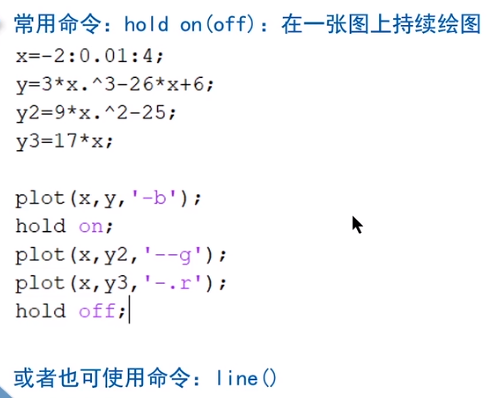 常用命令：hold on(off)：在一张图上持续绘图
x=-2:0.01:4;
y=3*x.^3-26*x+6;
y2=9*x.^2-25;
y3=17*x;
plot(x,y,'-b');
hold on;
plot(x,y2,'--g');
plot(x,y3,'-.r');
hold off;
或者也可使用命令：line()